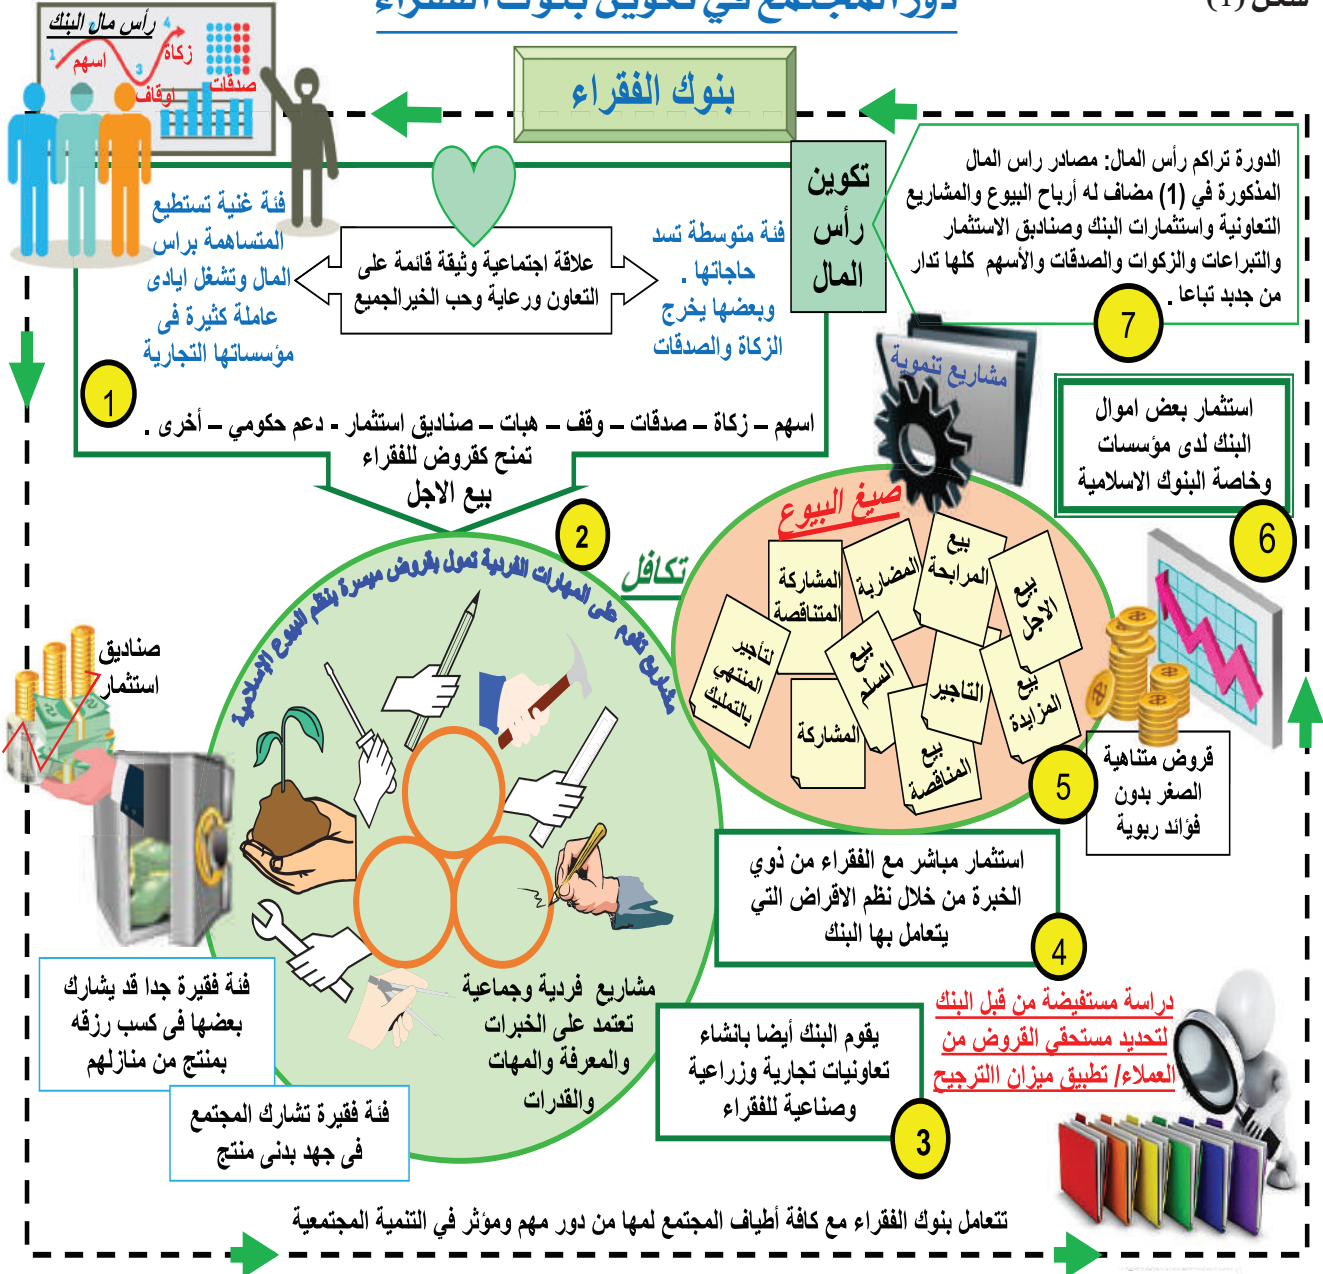 شكل (1)
دور المجتمع في تكوين بنوك الفقراء
رأس مال البنك
1
اسهم
3
اوقاف
4
زكاة
صدقات
بنوك الفقراء
تكوين
رأس
المال
الدورة تراكم رأس المال: مصادر راس المال
المذكورة في (1) مضاف له أرباح البيوع والمشاريع
التعاونية واستثمارات البنك وصناديق الاستثمار
والتبراعات والزكوات والصدقات والأسهم كلها تدار
من جديد تباعا .
7
فئة غنية تستطيع
المتساهمة براس
المال وتشغل ايادى
عاملة كثيرة فى
مؤسساتها التجارية
علاقة اجتماعية وثيقة قائمة على
التعاون ورعاية وحب الخيرالجميع
فئة متوسطة تسد
حاجاتها .
وبعضها يخرج
الزكاة والصدقات
1
اسهم – زكاة – صدقات – وقف – هبات – صناديق استثمار - دعم حكومي – أخرى .
تمنح كقروض للفقراء
بيع الاجل
مشاريع تنموية
استثمار بعض اموال
البنك لدى مؤسسات
وخاصة البنوك الاسلامية
6
2
تكافل
مشاريع تقوم على المهارات الفردية تمول بقروض ميسرة بنظم البيوع الإسلامية
صيغ البيوع
المشاركة
المتناقصة
المضاربة
بيع
المرابحة
بيع
الاجل
لتأجير
المنتهي
بالتمليك
بيع
السلم
التاجير
بيع
المزايدة
المشاركة
بيع
المناقصة
5
قروض متناهية
الصغر بدون
فؤائد ربوية
صناديق
استثمار
استثمار مباشر مع الفقراء من ذوي
الخبرة من خلال نظم الاقراض التي
يتعامل بها البنك
4
دراسة مستفيضة من قبل البنك
لتحديد مستحقي القروض من
العملاء/ تطبيق ميزان االترجيح
يقوم البنك أيضا بانشاء
تعاونيات تجارية وزراعية
وصناعية للفقراء
3
مشاريع فردية وجماعية
تعتمد على الخبرات
والمعرفة والمهات
والقدرات
فئة فقيرة جدا قد يشارك
بعضها فى كسب رزقه
بمنتج من منازلهم
فئة فقيرة تشارك المجتمع
فى جهد بدنى منتج
تتعامل بنوك الفقراء مع كافة أطياف المجتمع لمها من دور مهم ومؤثر في التنمية المجتمعية